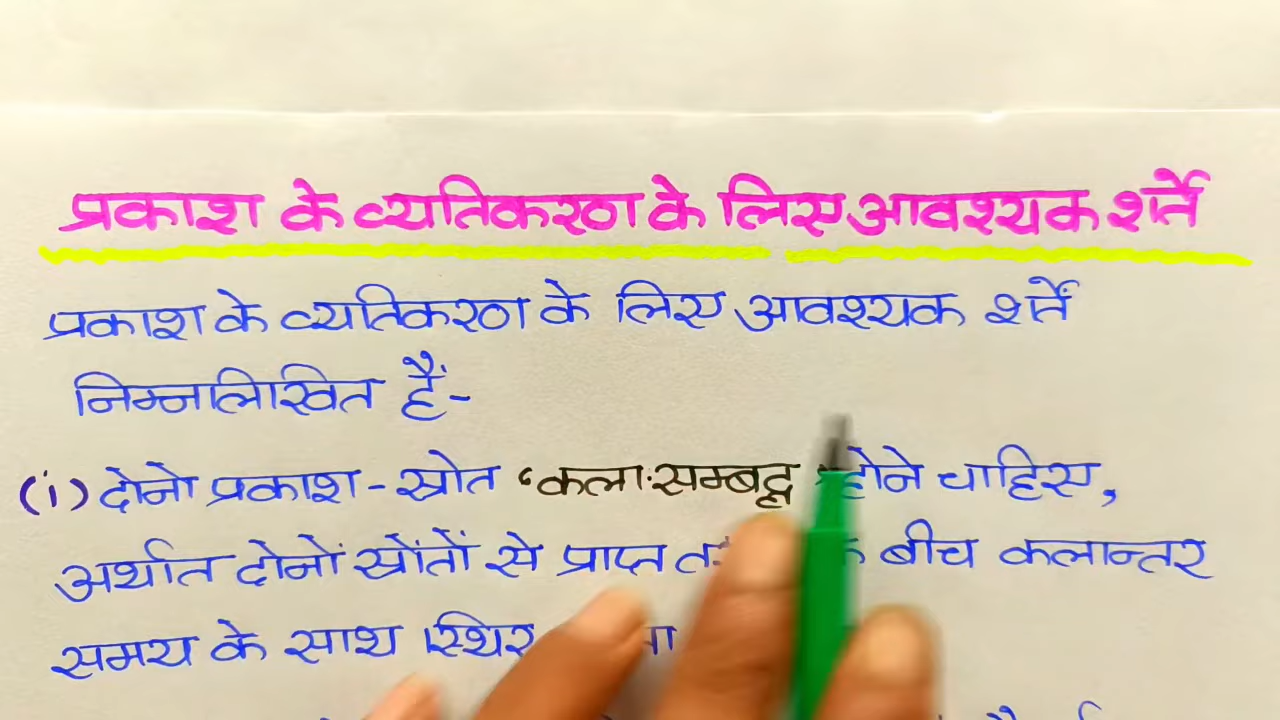 प्रकाश के व्यतिकरण के लिए आवश्यक शर्तें
प्रकाश के व्यतिकरण के लिए आवश्यक शर्तें
निम्नलिखित हैं-
(i) दोनो प्रकाश-स्रोत 'कला-सम्बद्ध होने चाहिए,
अर्थात दोनों स्रोंतों से प्राप्त बीच कलान्तर
समय के साथ स्थिर